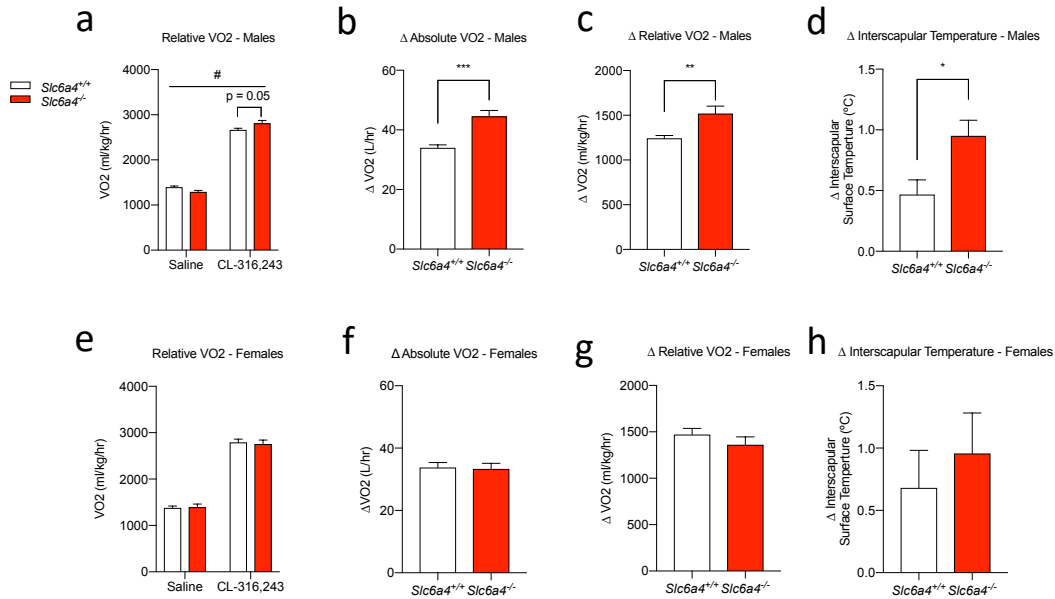 a
Relative VO2 - Males
Slc6a4+/+
Slc6a4-/-
#
p = 0.05
VO2 (ml/kg/hr)
4000
3000
2000
1000
0
Saline
CL-316,243
b
Δ Absolute VO2 - Males
***
Δ VO2 (L/hr)
60
40
20
0
Slc6a4+/+ Slc6a4-/-
c
Δ Relative VO2 - Males
**
Δ VO2 (ml/kg/hr)
2000
1500
1000
500
0
Slc6a4+/+ Slc6a4-/-
d
Δ Interscapular Temperature - Males
*
Δ Interscapular
Surface Temperture (ºC)
1.5
1.0
0.5
0.0
Slc6a4+/+ Slc6a4-/-
e
Relative VO2 - Females
VO2 (ml/kg/hr)
4000
3000
2000
1000
0
Saline
CL-316,243
f
Δ Absolute VO2 - Females
ΔVO2 (L/hr)
60
40
20
0
Slc6a4+/+ Slc6a4-/-
g
Δ Relative VO2 - Females
Δ VO2 (ml/kg/hr)
2000
1500
1000
500
0
Slc6a4+/+ Slc6a4-/-
h
Δ Interscapular Temperature - Females
Δ Interscapular
Surface Temperture (ºC)
1.5
1.0
0.5
0.0
Slc6a4+/+ Slc6a4-/-